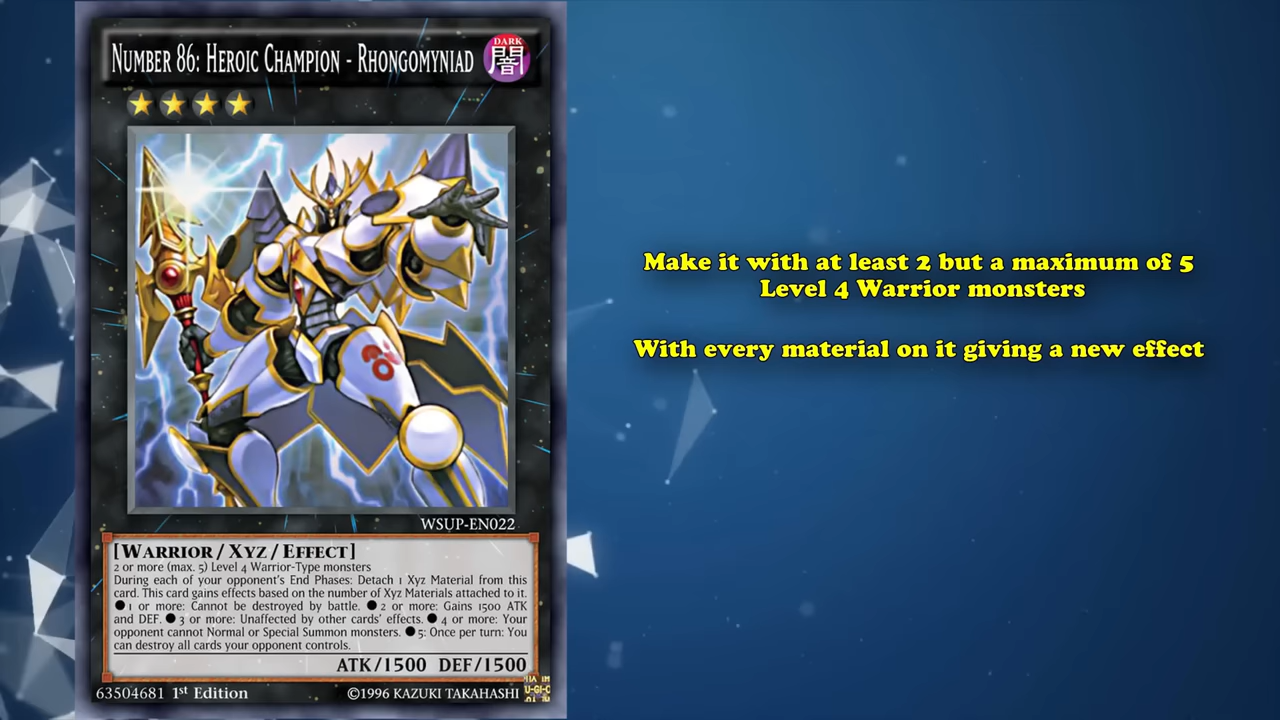 NUMBER 86: HEROIC CHAMPION - RHONGOMYNIAD
DARK
闇
86
WSUP-EN022
[WARRIOR / XYZ / EFFECT]
2 or more (max. 5) Level 4 Warrior-Type monsters
During each of your opponent's End Phases: Detach 1 Xyz Material from this
card. This card gains effects based on the number of Xyz Materials attached to it.
●1 or more: Cannot be destroyed by battle. ●2 or more: Gains 1500 ATK
and DEF. ●3 or more: Unaffected by other cards' effects. ●4 or more: Your
opponent cannot Normal or Special Summon monsters. ●5: Once per turn: You
can destroy all cards your opponent controls.
ATK/1500 DEF/1500
63504681 1st Edition ©1996 KAZUKI TAKAHASHI
Make it with at least 2 but a maximum of 5
Level 4 Warrior monsters
With every material on it giving a new effect